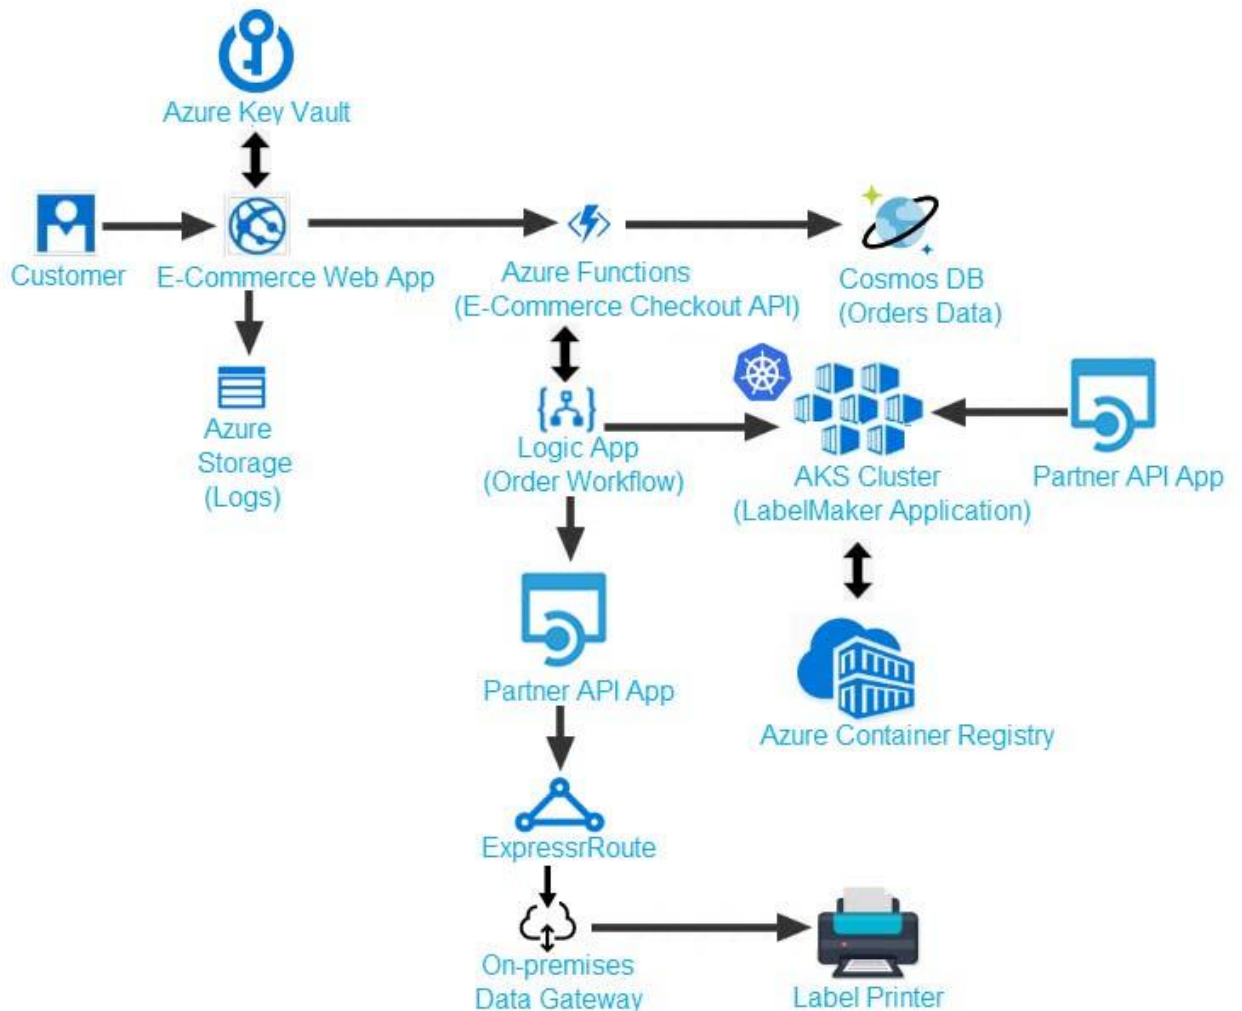 Azure Key Vault
Customer
E-Commerce Web App
Azure Functions
(E-Commerce Checkout API)
Cosmos DB
(Orders Data)
Azure
Storage
(Logs)
Logic App
(Order Workflow)
AKS Cluster
(LabelMaker Application)
Partner API App
Partner API App
Azure Container Registry
ExpressrRoute
On-premises
Data Gateway
Label Printer